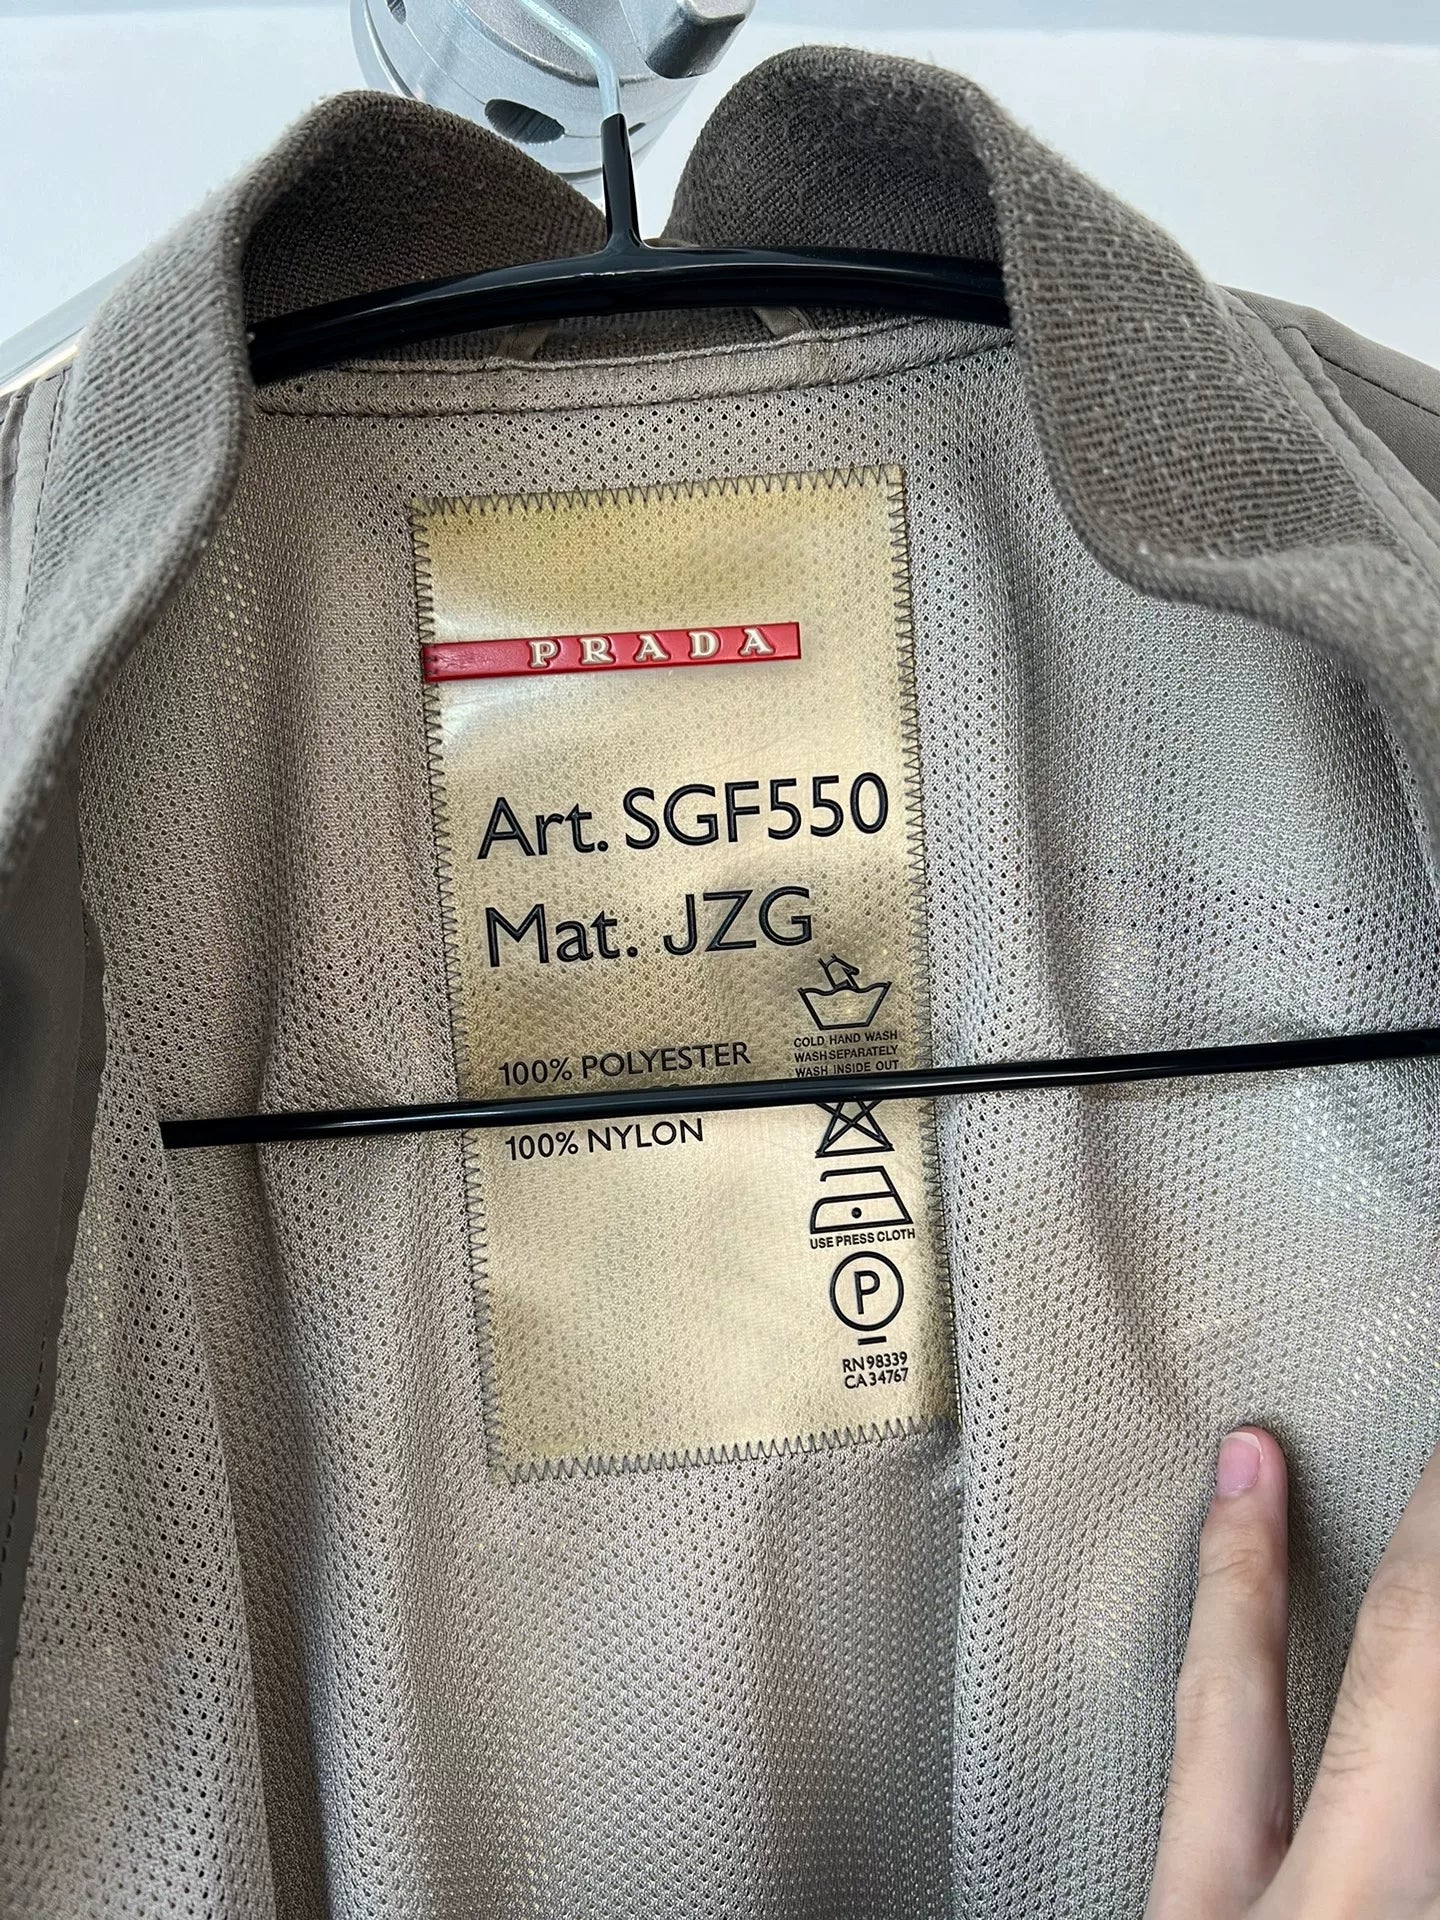 PRADA
Art. SGF550
Mat. JZG
COLD HAND WASH
WASH SEPARATELY
WASH INSIDE OUT
100% POLYESTER
100% NYLON
USE PRESS CLOTH
P
RN 98339
CA 34767